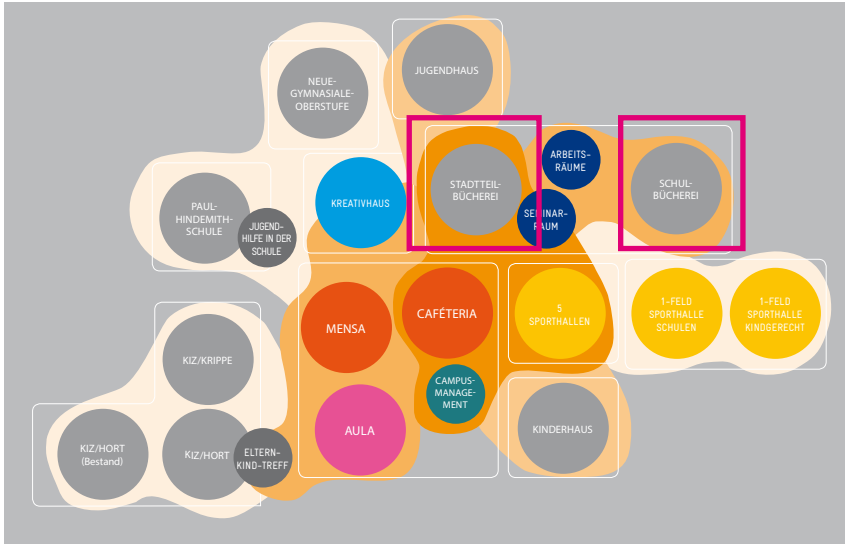 NEUE-
GYMNASIALE-
OBERSTUFE
JUGENDHAUS
PAUL-
HINDEMITH-
SCHULE
JUGEND-
HILFE IN DER
SCHULE
KREATIVHAUS
STADTTEIL-
BÜCHEREI
ARBEITS-
RÄUME
SEMINAR-
RAUM
SCHUL-
BÜCHEREI
MENSA
CAFÉTERIA
5
SPORTHALLEN
1-FELD
SPORTHALLE
SCHULEN
1-FELD
SPORTHALLE
KINDGERECHT
KIZ/KRIPPE
CAMPUS-
MANAGE-
MENT
AULA
KINDERHAUS
KIZ/HORT
(Bestand)
KIZ/HORT
ELTERN-
KIND-TREFF